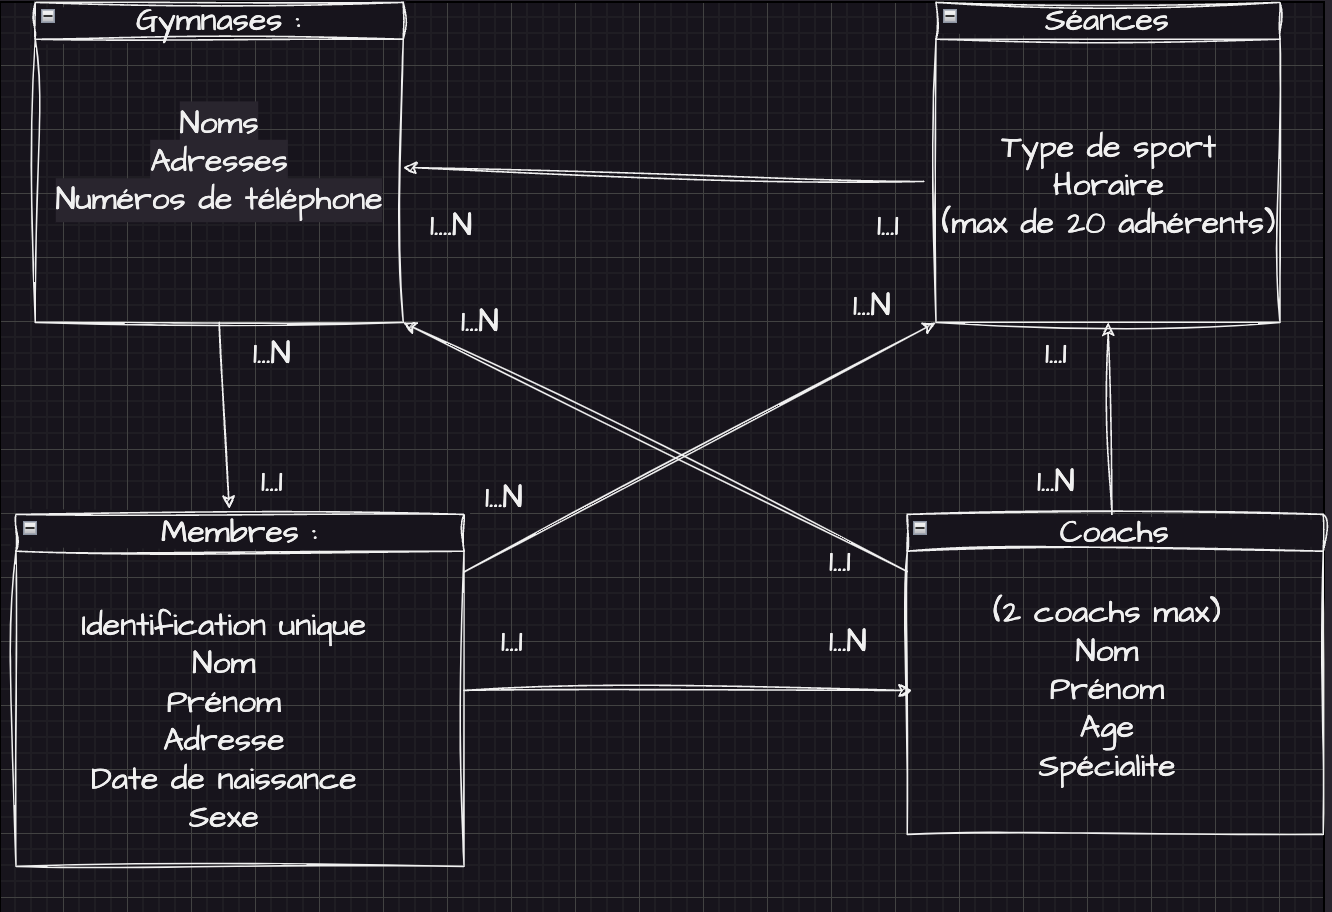 Gymnases :
Noms
Adresses
Numéros de téléphone
Séances
Type de sport
Horaire
(max de 20 adhérents)
1....N
1...1
1...N
1...N
1...N
1...1
1...1
1...N
1...N
1...1
1...1
1...N
Membres :
Identification unique
Nom
Prénom
Adresse
Date de naissance
Sexe
Coachs
(2 coachs max)
Nom
Prénom
Age
Spécialite